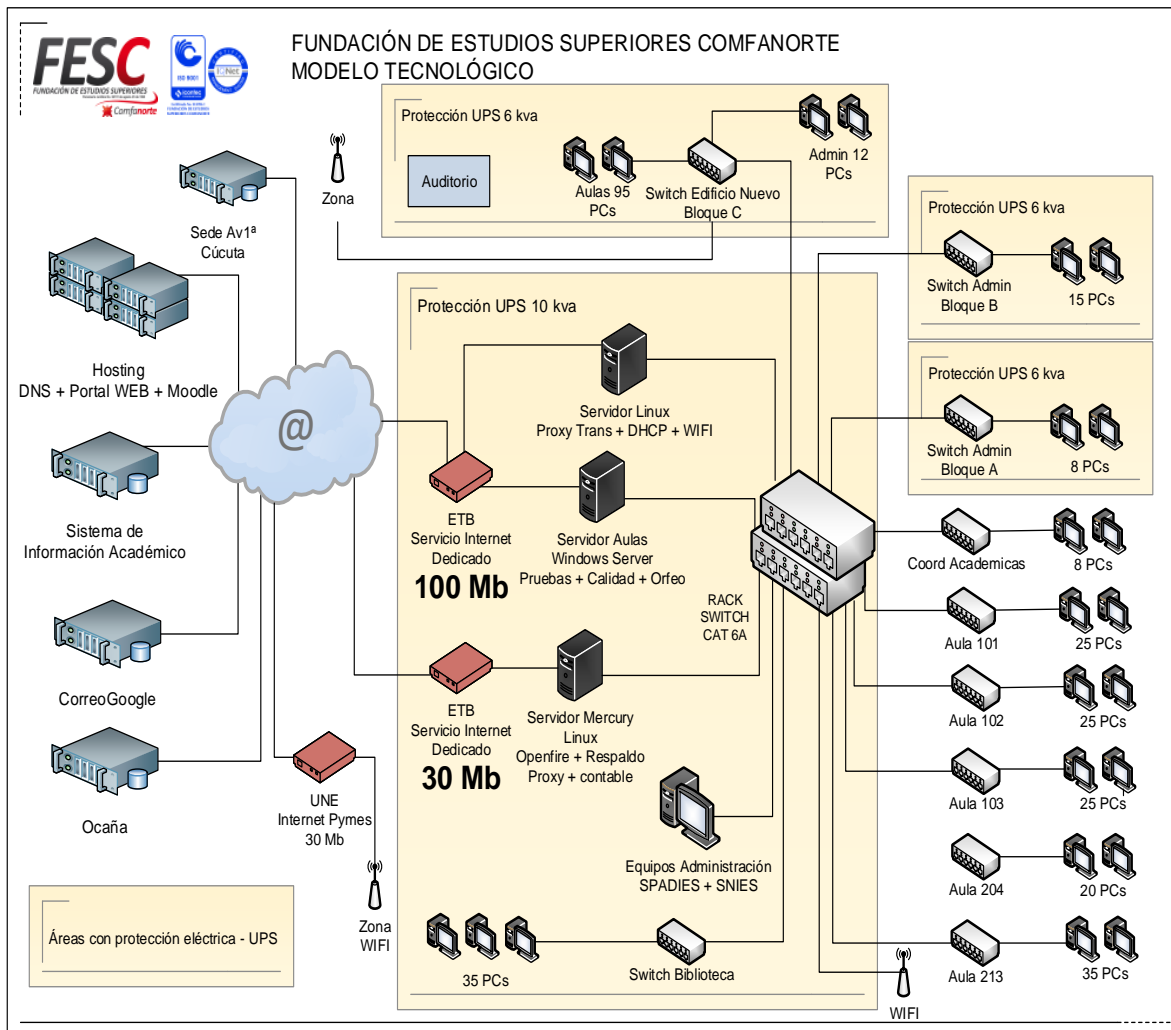 FESC
FUNDACIÓN DE ESTUDIOS SUPERIORES
Comfanorte
ISO 9001
icontec
IQNet
FUNDACIÓN DE ESTUDIOS SUPERIORES COMFANORTE
MODELO TECNOLÓGICO
Protección UPS 6 kva
Auditorio
Aulas 95
PCs
Switch Edificio Nuevo
Bloque C
Admin 12
PCs
Zona
Sede Av1ª
Cúcuta
Hosting
DNS + Portal WEB + Moodle
@
Sistema de
Información Académico
CorreoGoogle
Ocaña
UNE
Internet Pymes
30 Mb
Zona
WIFI
Áreas con protección eléctrica - UPS
Protección UPS 10 kva
Servidor Linux
Proxy Trans + DHCP + WIFI
ETB
Servicio Internet
Dedicado
100 Mb
Servidor Aulas
Windows Server
Pruebas + Calidad + Orfeo
RACK
SWITCH
CAT 6A
ETB
Servicio Internet
Dedicado
30 Mb
Servidor Mercury
Linux
Openfire + Respaldo
Proxy + contable
Equipos Administración
SPADIES + SNIES
35 PCs
Switch Biblioteca
Protección UPS 6 kva
Switch Admin
Bloque B
15 PCs
Protección UPS 6 kva
Switch Admin
Bloque A
8 PCs
Coord Academicas
8 PCs
Aula 101
25 PCs
Aula 102
25 PCs
Aula 103
25 PCs
Aula 204
20 PCs
Aula 213
35 PCs
WIFI